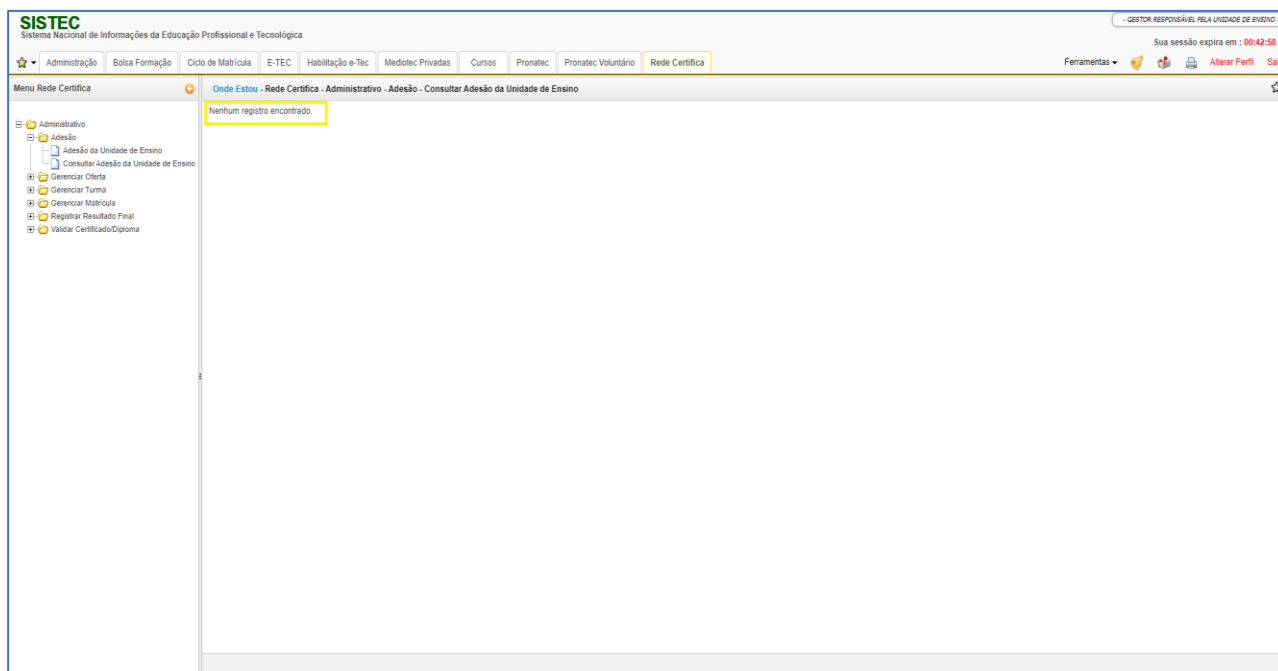 SISTEC
Sistema Nacional de Informações da Educação Profissional e Tecnológica
- GESTOR RESPONSÁVEL PELA UNIDADE DE ENSINO -
Sua sessão expira em : 00:42:58
Administração Bolsa Formação Ciclo de Matrícula E-TEC Habilitação e-Tec Mediotec Privadas Cursos Pronatec Pronatec Voluntário Rede Certifica Ferramentas Alterar Perfil Sai
Menu Rede Certifica
Onde Estou - Rede Certifica - Administrativo - Adesão - Consultar Adesão da Unidade de Ensino
Nenhum registro encontrado.
Administrativo
Adesão
Adesão da Unidade de Ensino
Consultar Adesão da Unidade de Ensino
Gerenciar Oferta
Gerenciar Turma
Gerenciar Matrícula
Registrar Resultado Final
Validar Certificado/Diploma